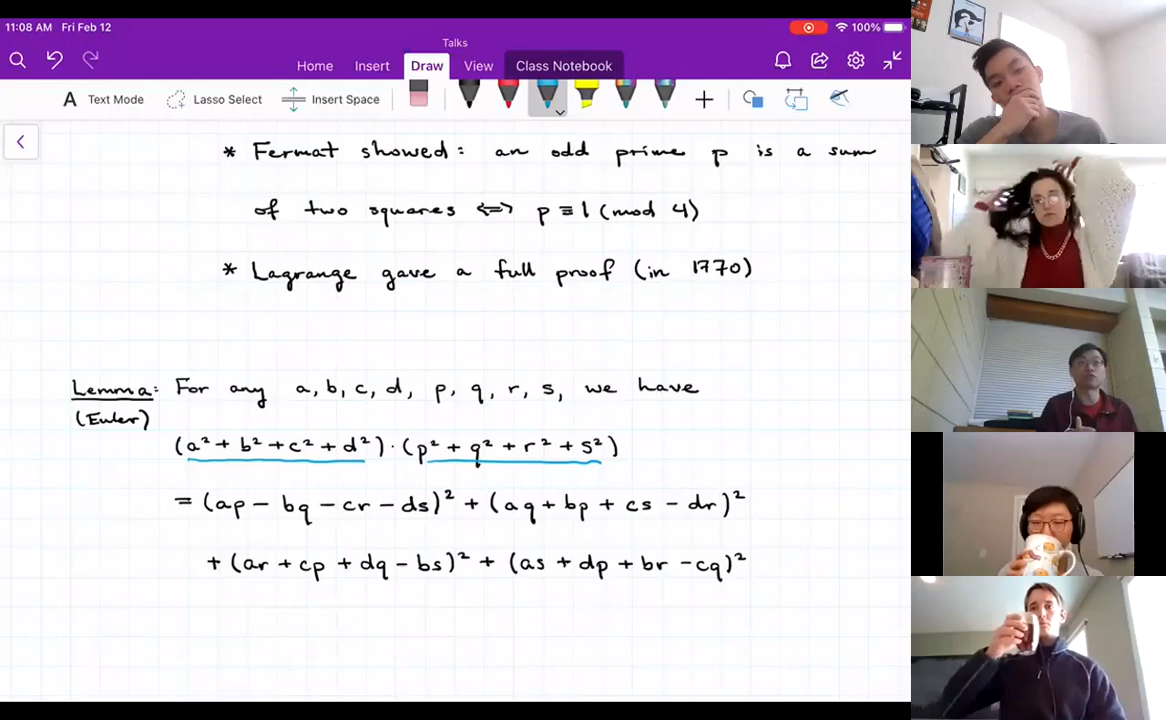 11:08 AM Fri Feb 12
100%
Talks
Home Insert Draw View Class Notebook
Text Mode Lasso Select Insert Space
* Fermat showed: an odd prime p is a sum
of two squares ⟺ p ≡ 1 (mod 4)
* Lagrange gave a full proof (in 1770)
Lemma: For any a, b, c, d, p, q, r, s, we have
(Euler)
(a² + b² + c² + d²) · (p² + q² + r² + s²)
= (ap − bq − cr − ds)² + (aq + bp + cs − dr)²
+ (ar + cp + dq − bs)² + (as + dp + br − cq)²